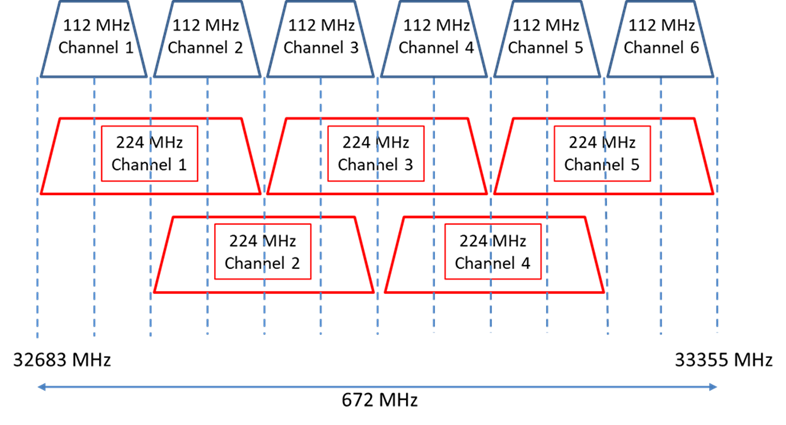 112 MHz
Channel 1
112 MHz
Channel 2
112 MHz
Channel 3
112 MHz
Channel 4
112 MHz
Channel 5
112 MHz
Channel 6
224 MHz
Channel 1
224 MHz
Channel 3
224 MHz
Channel 5
224 MHz
Channel 2
224 MHz
Channel 4
32683 MHz
33355 MHz
672 MHz